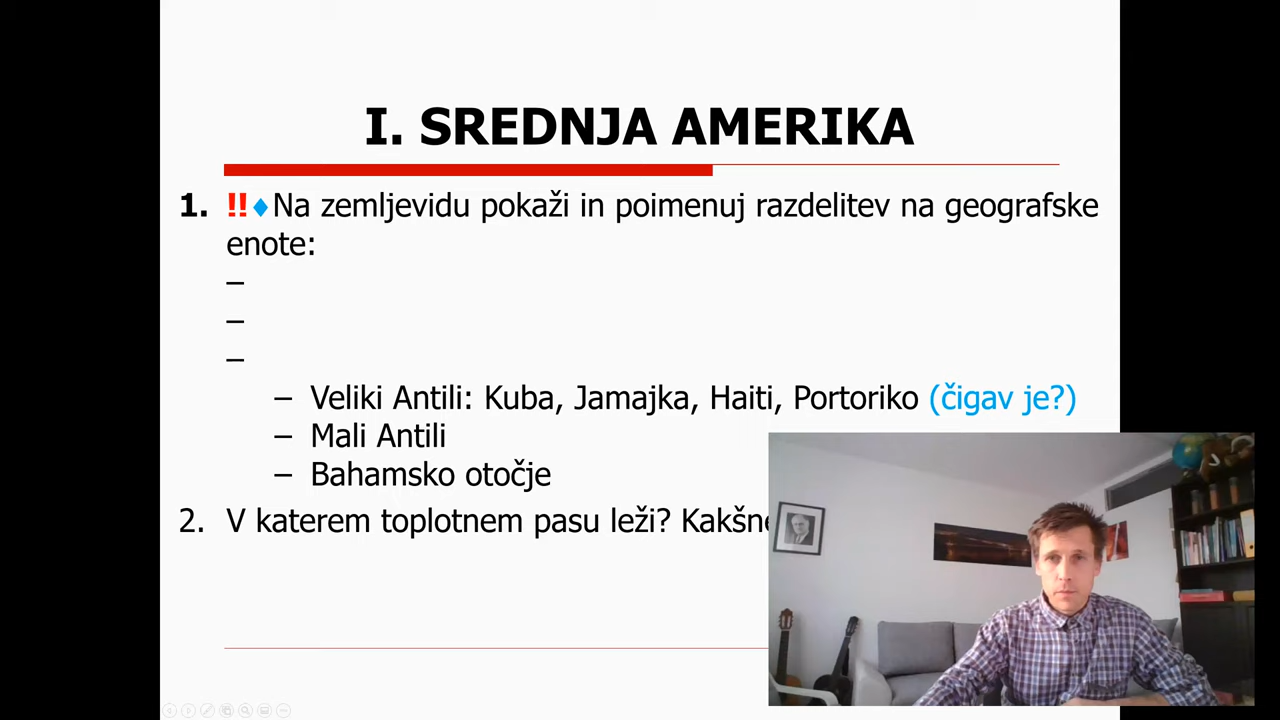 I. SREDNJA AMERIKA
1. !!♦Na zemljevidu pokaži in poimenuj razdelitev na geografske
enote:
–
–
–
– Veliki Antili: Kuba, Jamajka, Haiti, Portoriko (čigav je?)
– Mali Antili
– Bahamsko otočje
2. V katerem toplotnem pasu leži?